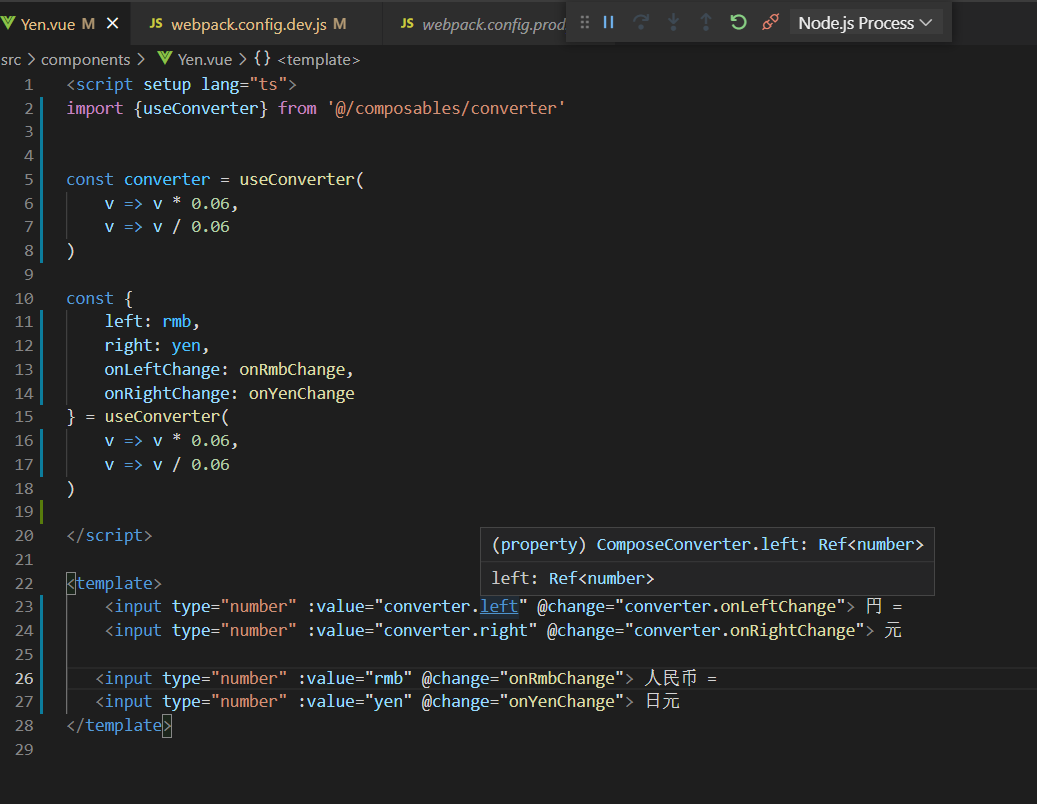 Yen.vue M
JS webpack.config.dev.js M
JS webpack.config.prod
Node.js Process
src > components > Yen.vue > {} <template>
1 <script setup lang="ts">
2 import {useConverter} from '@/composables/converter'
3
4
5 const converter = useConverter(
6 v => v * 0.06,
7 v => v / 0.06
8 )
9
10 const {
11 left: rmb,
12 right: yen,
13 onLeftChange: onRmbChange,
14 onRightChange: onYenChange
15 } = useConverter(
16 v => v * 0.06,
17 v => v / 0.06
18 )
19
20 </script>
21
(property) ComposeConverter.left: Ref<number>
left: Ref<number>
22 <template>
23 <input type="number" :value="converter.left" @change="converter.onLeftChange"> 円 =
24 <input type="number" :value="converter.right" @change="converter.onRightChange"> 元
25
26 <input type="number" :value="rmb" @change="onRmbChange"> 人民币 =
27 <input type="number" :value="yen" @change="onYenChange"> 日元
28 </template>
29